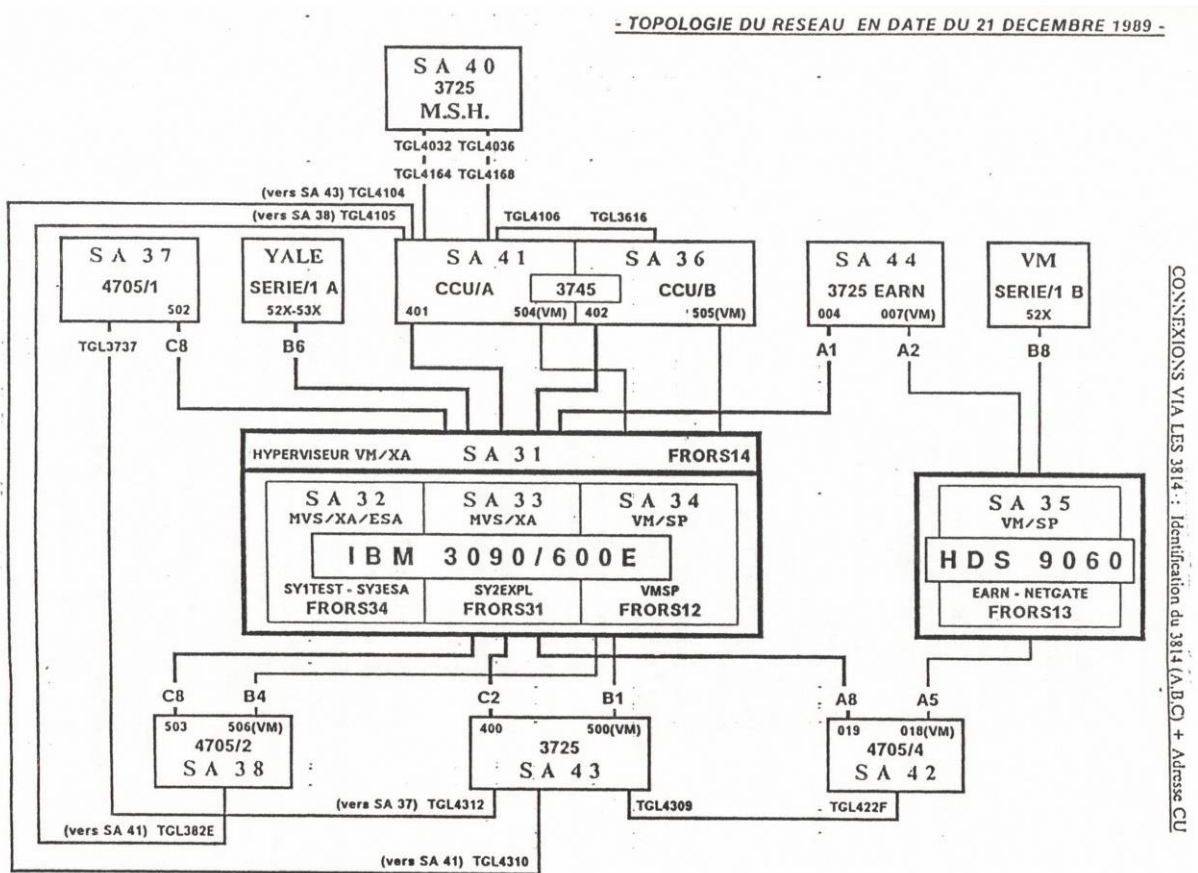 - TOPOLOGIE DU RESEAU EN DATE DU 21 DECEMBRE 1989 -
SA 40
3725
M.S.H.
TGL4032 TGL4036
TGL4164 TGL4168
(vers SA 43) TGL4104
(vers SA 38) TGL4105
TGL4106 TGL3616
SA 37
4705/1
502
YALE
SERIE/1 A
52X-53X
SA 41
CCU/A
401
504(VM)
3745
SA 36
CCU/B
402
505(VM)
SA 44
3725 EARN
004 007(VM)
VM
SERIE/1 B
52X
TGL3737 C8
B6
A1 A2
B8
HYPERVISEUR VM/XA SA 31 FRORS14
SA 32
MVS/XA/ESA
SA 33
MVS/XA
SA 34
VM/SP
IBM 3090/600E
SY1TEST - SY3ESA
FRORS34
SY2EXPL
FRORS31
VMSP
FRORS12
SA 35
VM/SP
HDS 9060
EARN - NETGATE
FRORS13
C8 B4
C2 B1
A8 A5
503 506(VM)
4705/2
SA 38
400 500(VM)
3725
SA 43
019 018(VM)
4705/4
SA 42
(vers SA 37) TGL4312
TGL4309
TGL422F
(vers SA 41) TGL382E
(vers SA 41) TGL4310
CONNEXIONS VIA LES 3814 : Identification du 3814 (A,B,C) + Adresse CU